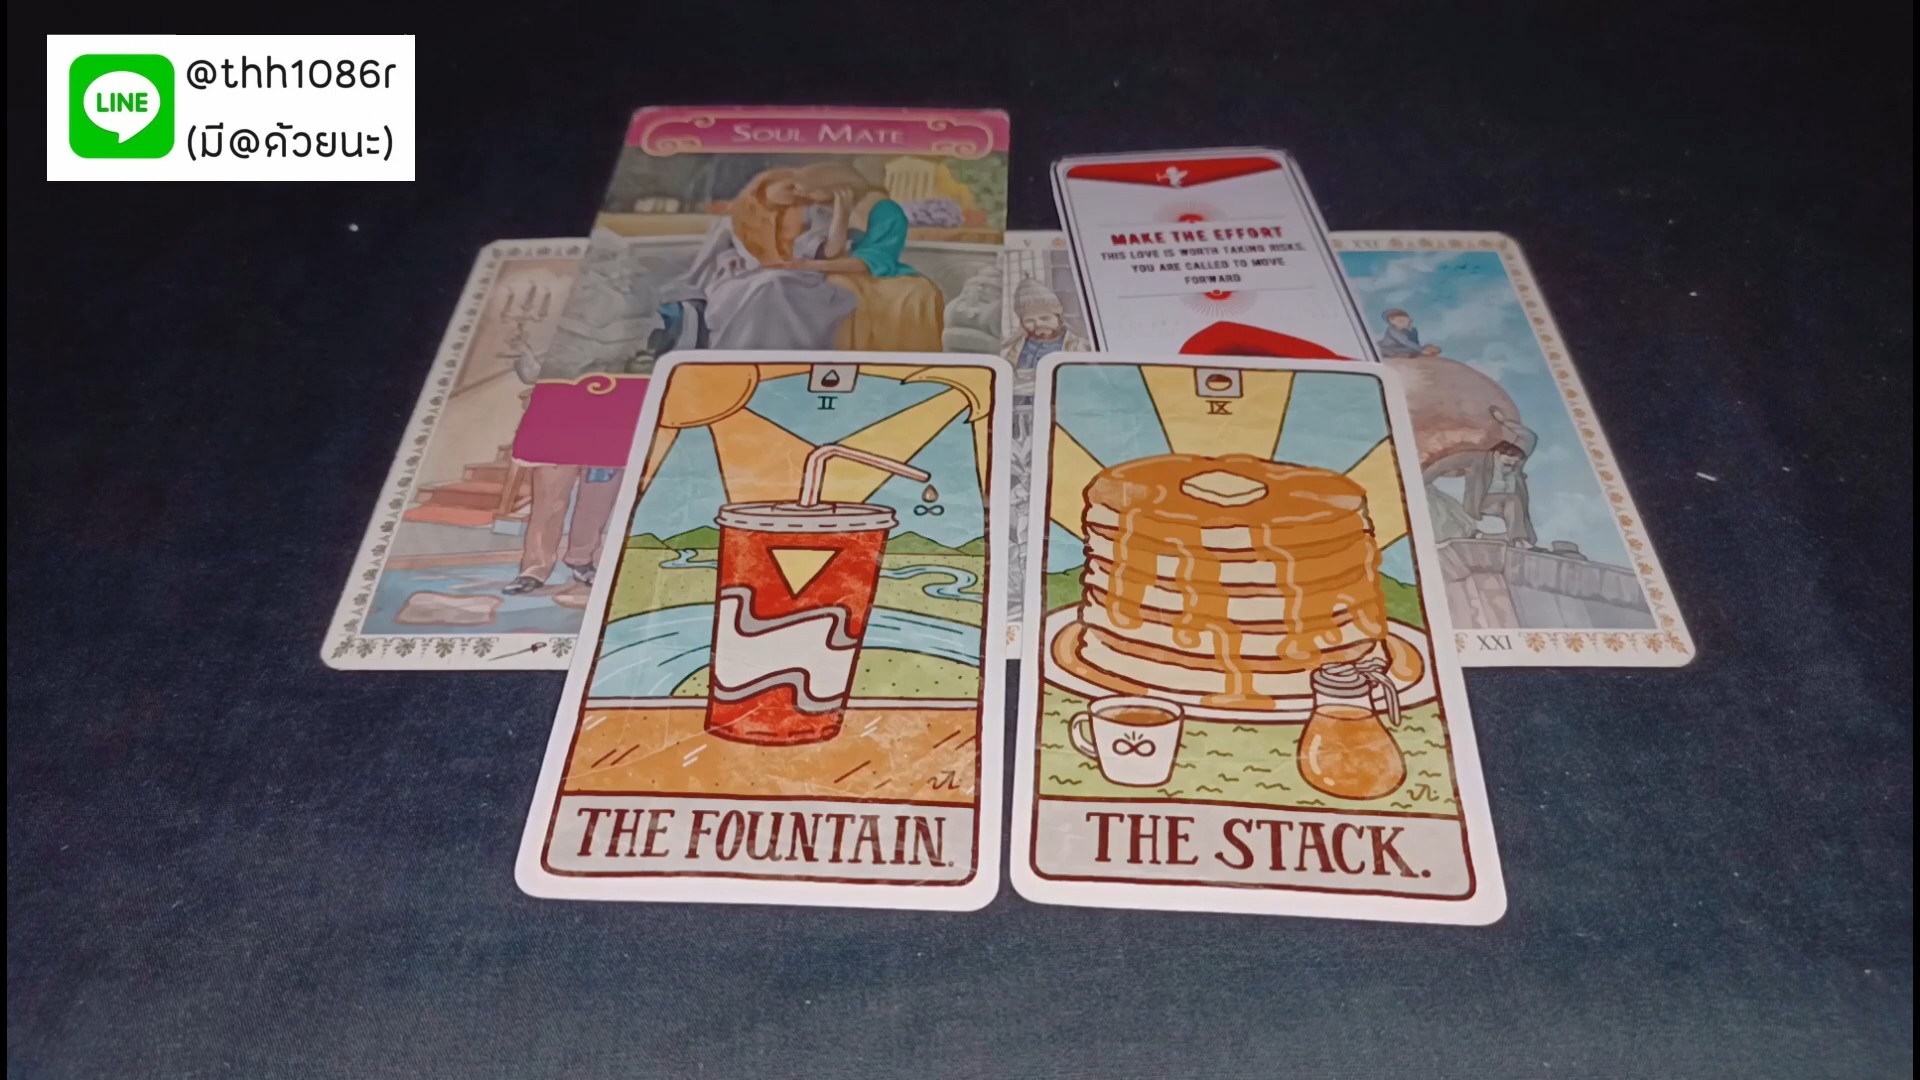 LINE
@thh1086r
(มี@ด้วยนะ)
SOUL MATE
V
MAKE THE EFFORT
THIS LOVE IS WORTH TAKING RISKS.
YOU ARE CALLED TO MOVE
FORWARD
XXI
II
IX
XXI
THE FOUNTAIN.
THE STACK.